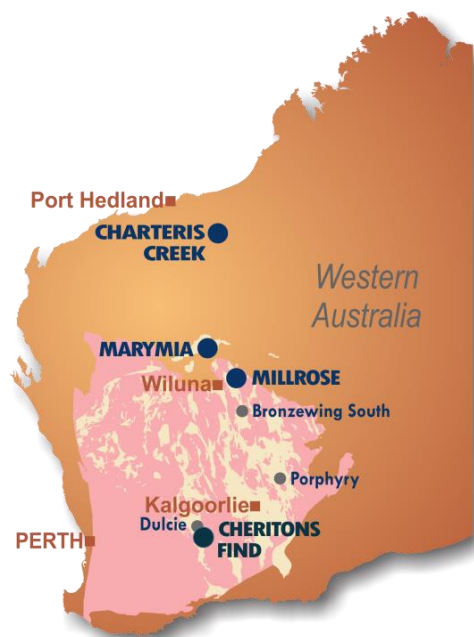 Port Hedland
CHARTERIS
CREEK
Western
Australia
MARYMIA
Wiluna
MILLROSE
Bronzewing South
Porphyry
Kalgoorlie
Dulcie
CHERITONS
FIND
PERTH